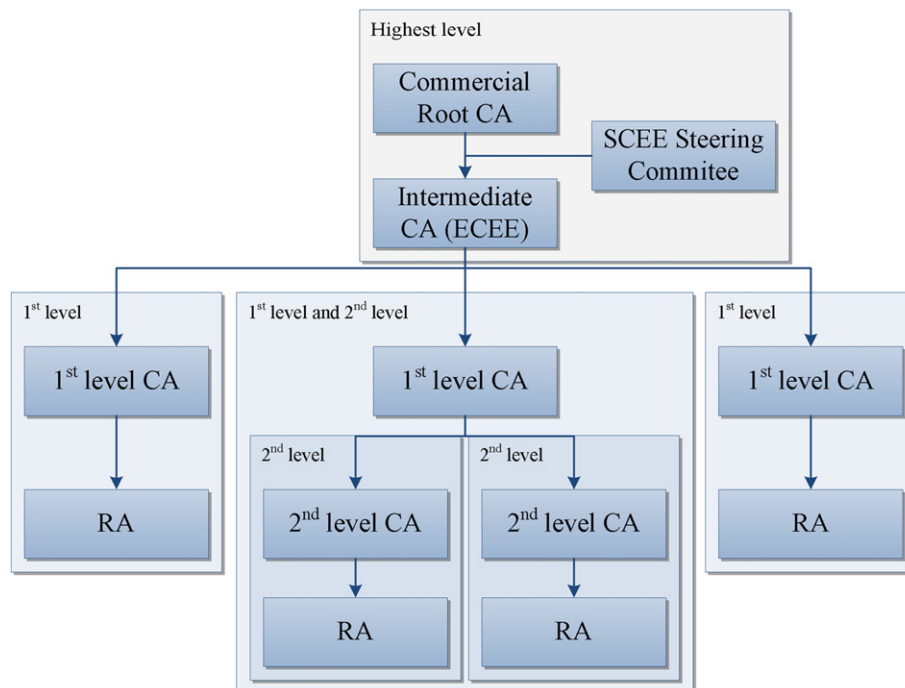 Highest level
Commercial
Root CA
SCEE Steering
Commitee
Intermediate
CA (ECEE)
1st level
1st level CA
RA
1st level and 2nd level
1st level CA
2nd level
2nd level CA
RA
2nd level
2nd level CA
RA
1st level
1st level CA
RA